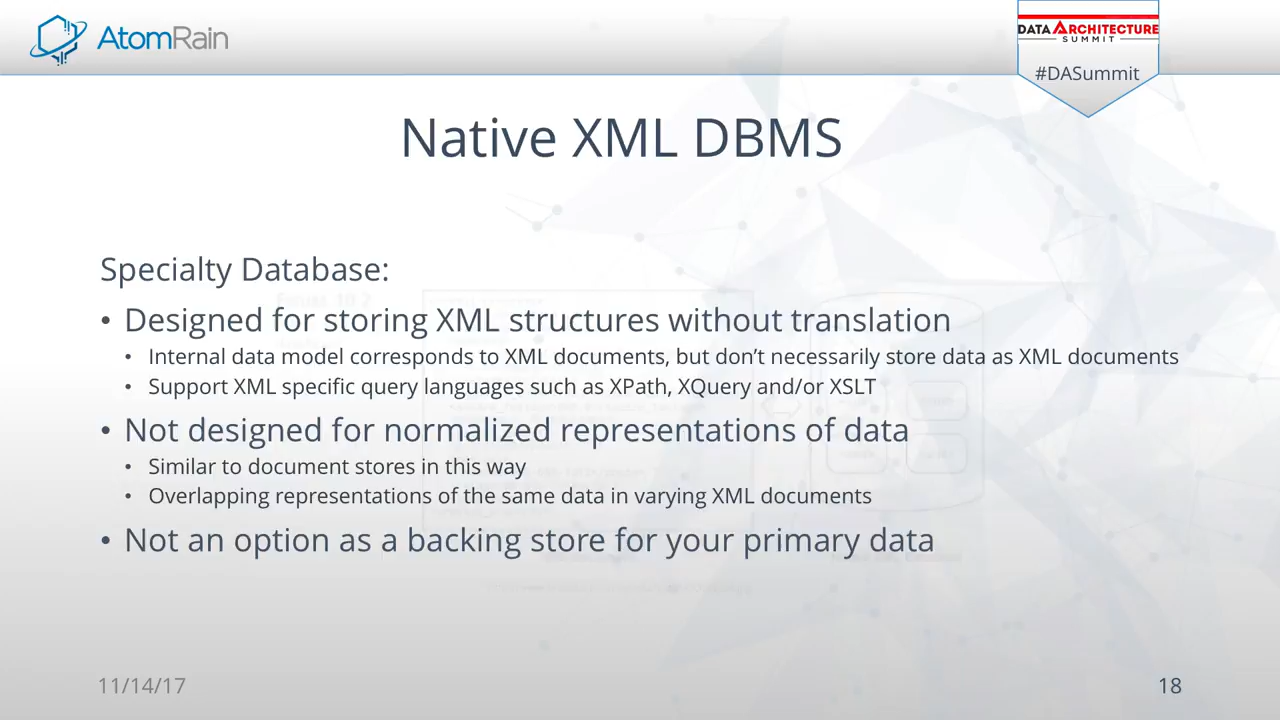 AtomRain
DATA ARCHITECTURE
SUMMIT
#DASummit
Native XML DBMS
Specialty Database:
• Designed for storing XML structures without translation
• Internal data model corresponds to XML documents, but don’t necessarily store data as XML documents
• Support XML specific query languages such as XPath, XQuery and/or XSLT
• Not designed for normalized representations of data
• Similar to document stores in this way
• Overlapping representations of the same data in varying XML documents
• Not an option as a backing store for your primary data
11/14/17
18